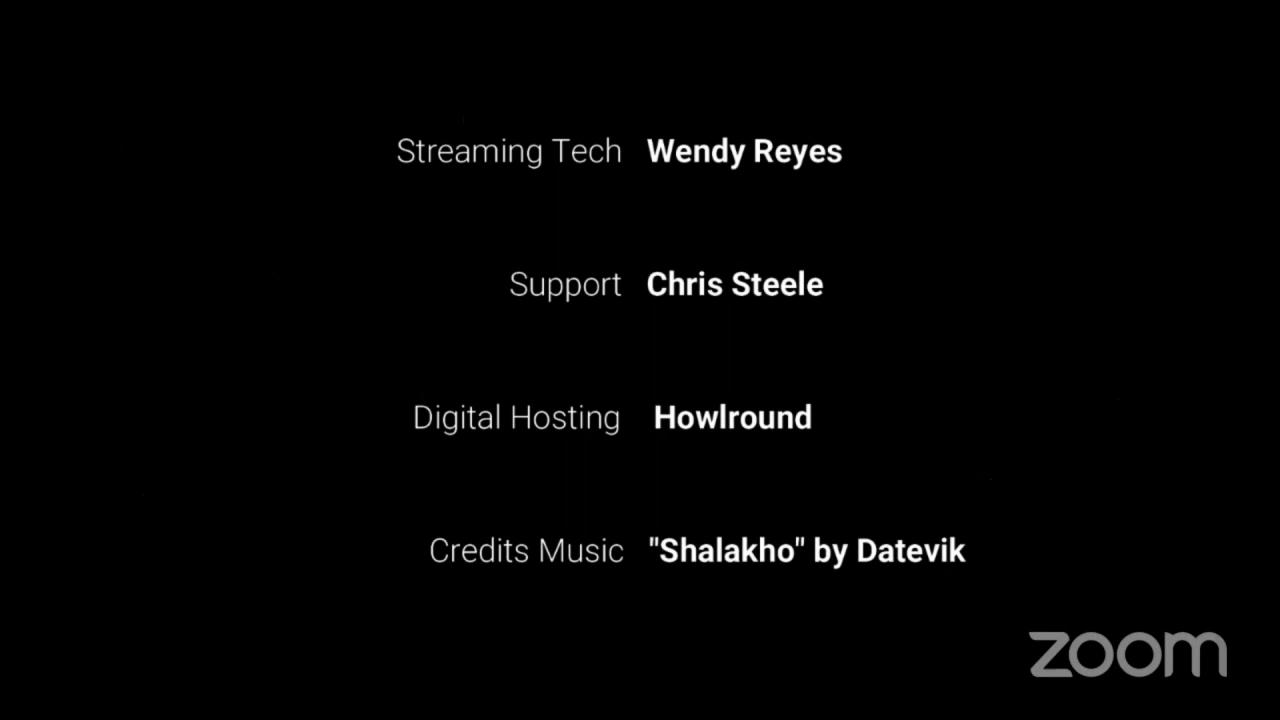 Streaming Tech Wendy Reyes
Support Chris Steele
Digital Hosting Howlround
Credits Music "Shalakho" by Datevik
zoom